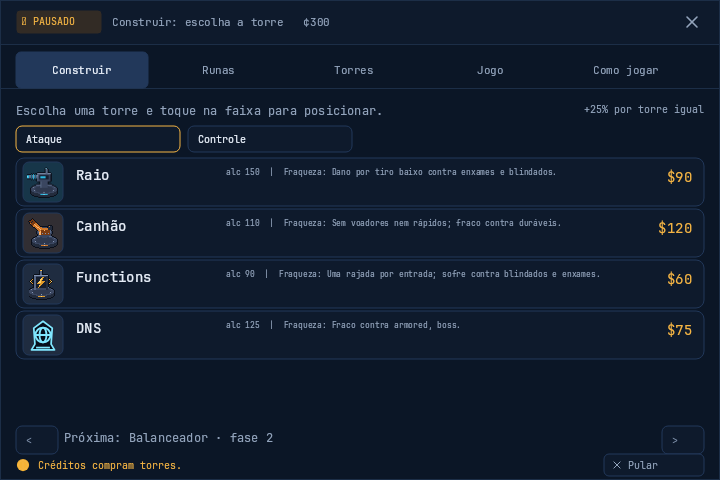 PAUSADO Construir: escolha a torre $300
Construir Runas Torres Jogo Como jogar
Escolha uma torre e toque na faixa para posicionar. +25% por torre igual
Ataque Controle
Raio alc 150 | Fraqueza: Dano por tiro baixo contra enxames e blindados. $90
Canhão alc 110 | Fraqueza: Sem voadores nem rápidos; fraco contra duráveis. $120
Functions alc 90 | Fraqueza: Uma rajada por entrada; sofre contra blindados e enxames. $60
DNS alc 125 | Fraqueza: Fraco contra armored, boss. $75
< Próxima: Balanceador · fase 2 >
Créditos compram torres. Pular